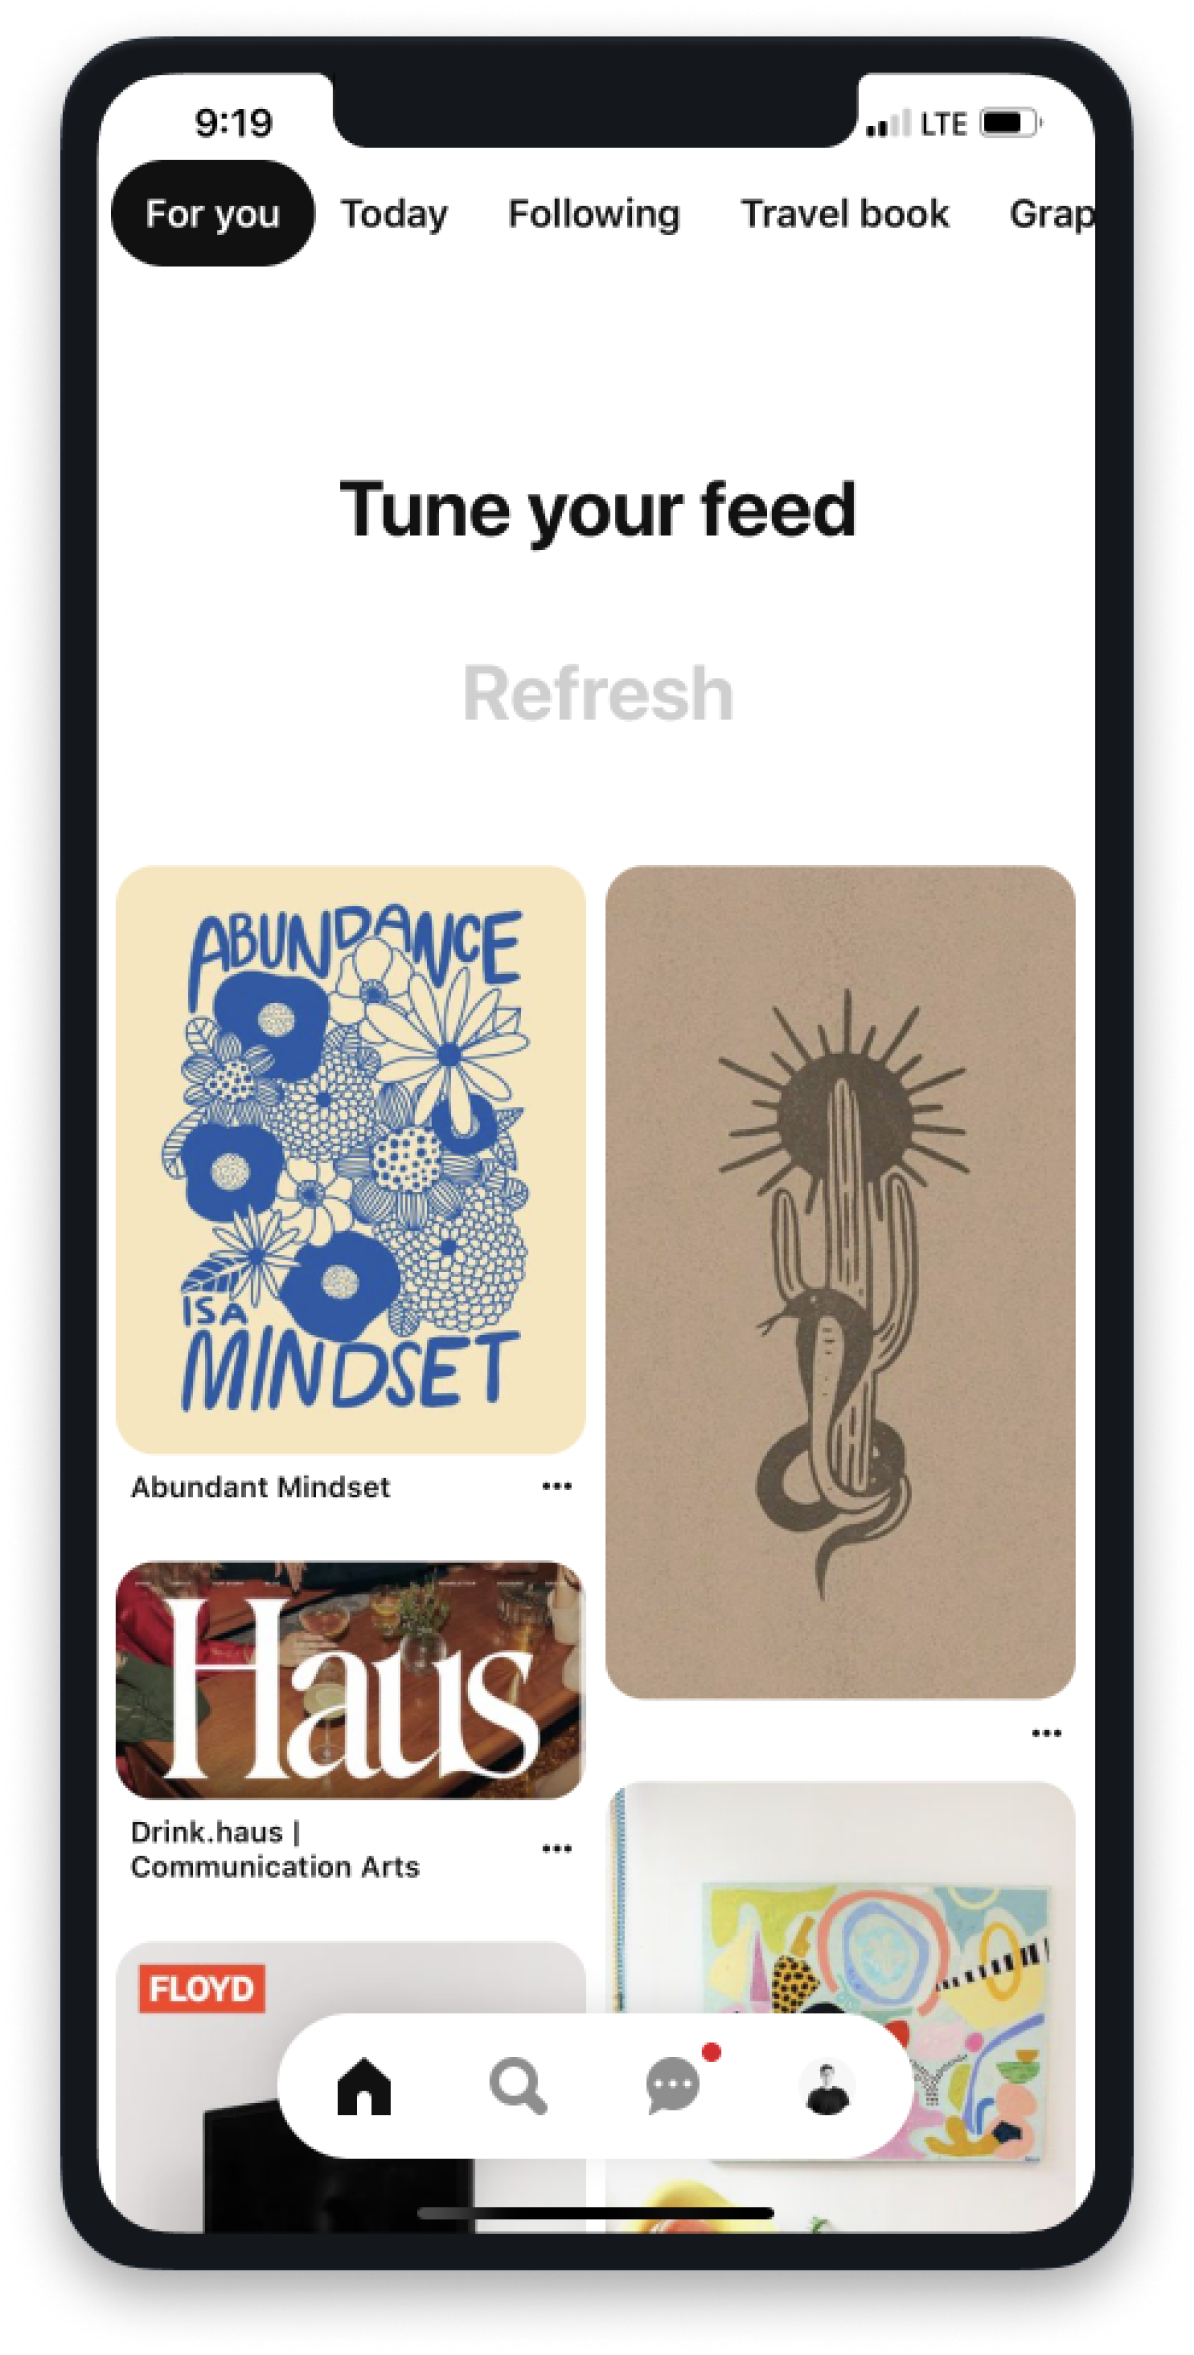 9:19
LTE
For you
Today
Following
Travel book
Grap
Tune your feed
Refresh
ABUNDANCE
IS A
MINDSET
Abundant Mindset
Haus
Drink.haus |
Communication Arts
FLOYD